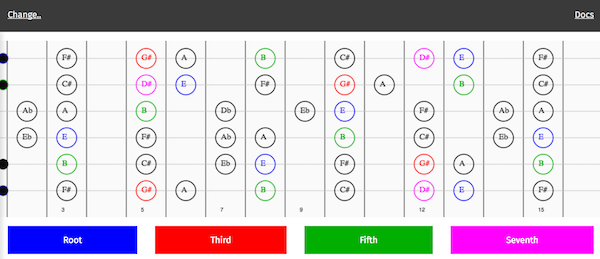 Change.. Docs
F# G# A B C# D# E F#
C# D# E F# G# A B C#
Ab A B Db Eb E F# Ab A
Eb E F# Ab A B C# Eb E
B C# Eb E B G# A B
F# G# A B C# D# E F#
3 5 7 9 12 15
Root Third Fifth Seventh